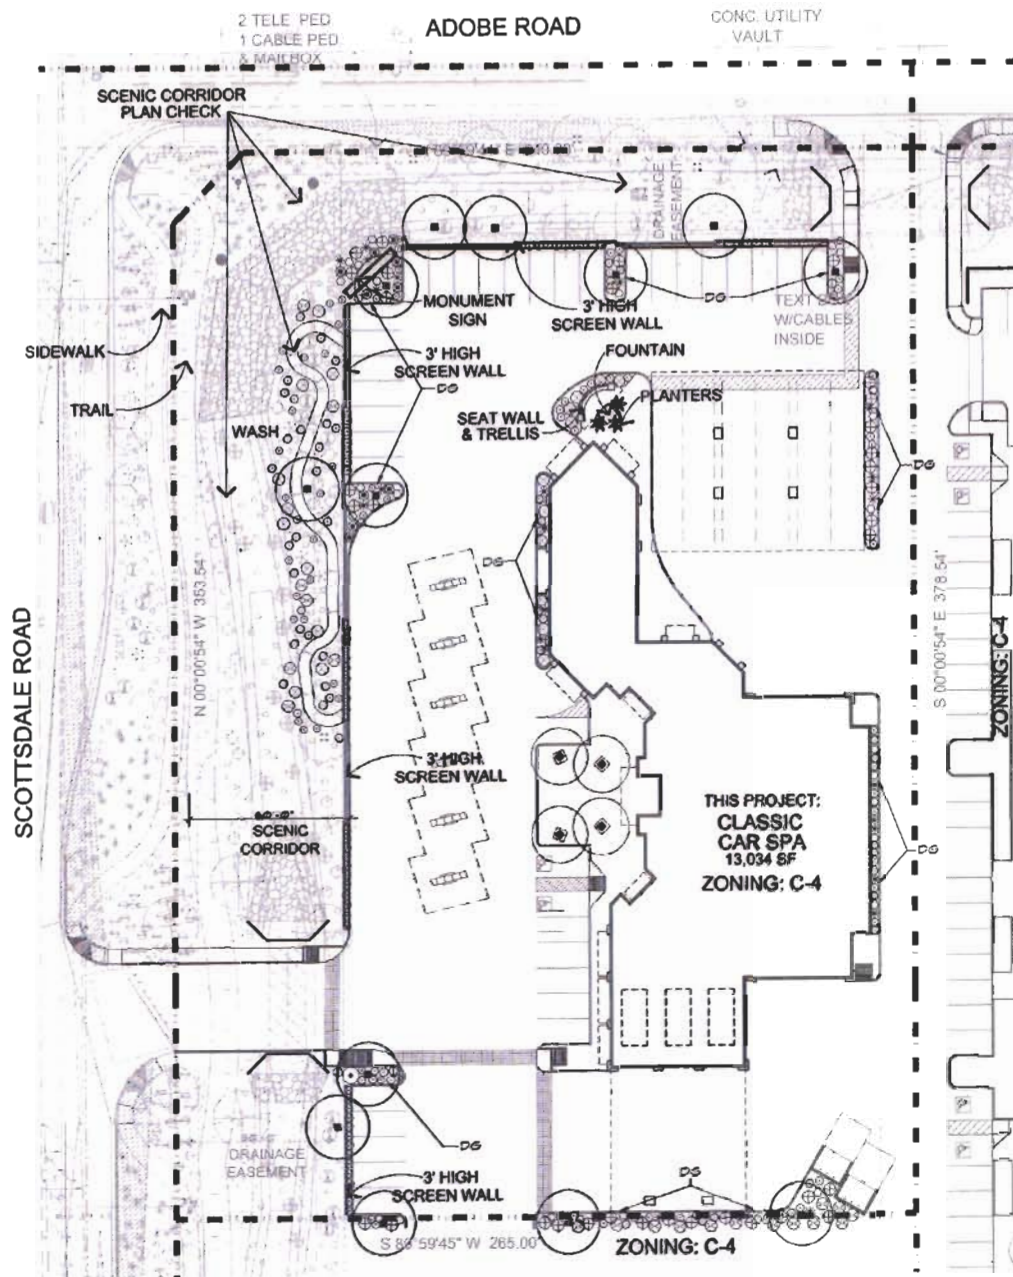 2 TELE PED
1 CABLE PED
& MAILBOX
ADOBE ROAD
CONC. UTILITY
VAULT
SCENIC CORRIDOR
PLAN CHECK
DRAINAGE
EASEMENT
MONUMENT
SIGN
3' HIGH
SCREEN WALL
DG
W/CABLES
INSIDE
SIDEWALK
3' HIGH
SCREEN WALL
DG
FOUNTAIN
TRAIL
WASH
SEAT WALL
& TRELLIS
PLANTERS
DG
DG
N 00°00'54" W 353.54'
S 00°00'54" E 378.54'
SCOTTSDALE ROAD
ZONING: C-4
3' HIGH
SCREEN WALL
SCENIC
CORRIDOR
THIS PROJECT:
CLASSIC
CAR SPA
13,034 SF
ZONING: C-4
DG
DG
DRAINAGE
EASEMENT
3' HIGH
SCREEN WALL
DG
S 89°59'45" W 265.00'
ZONING: C-4